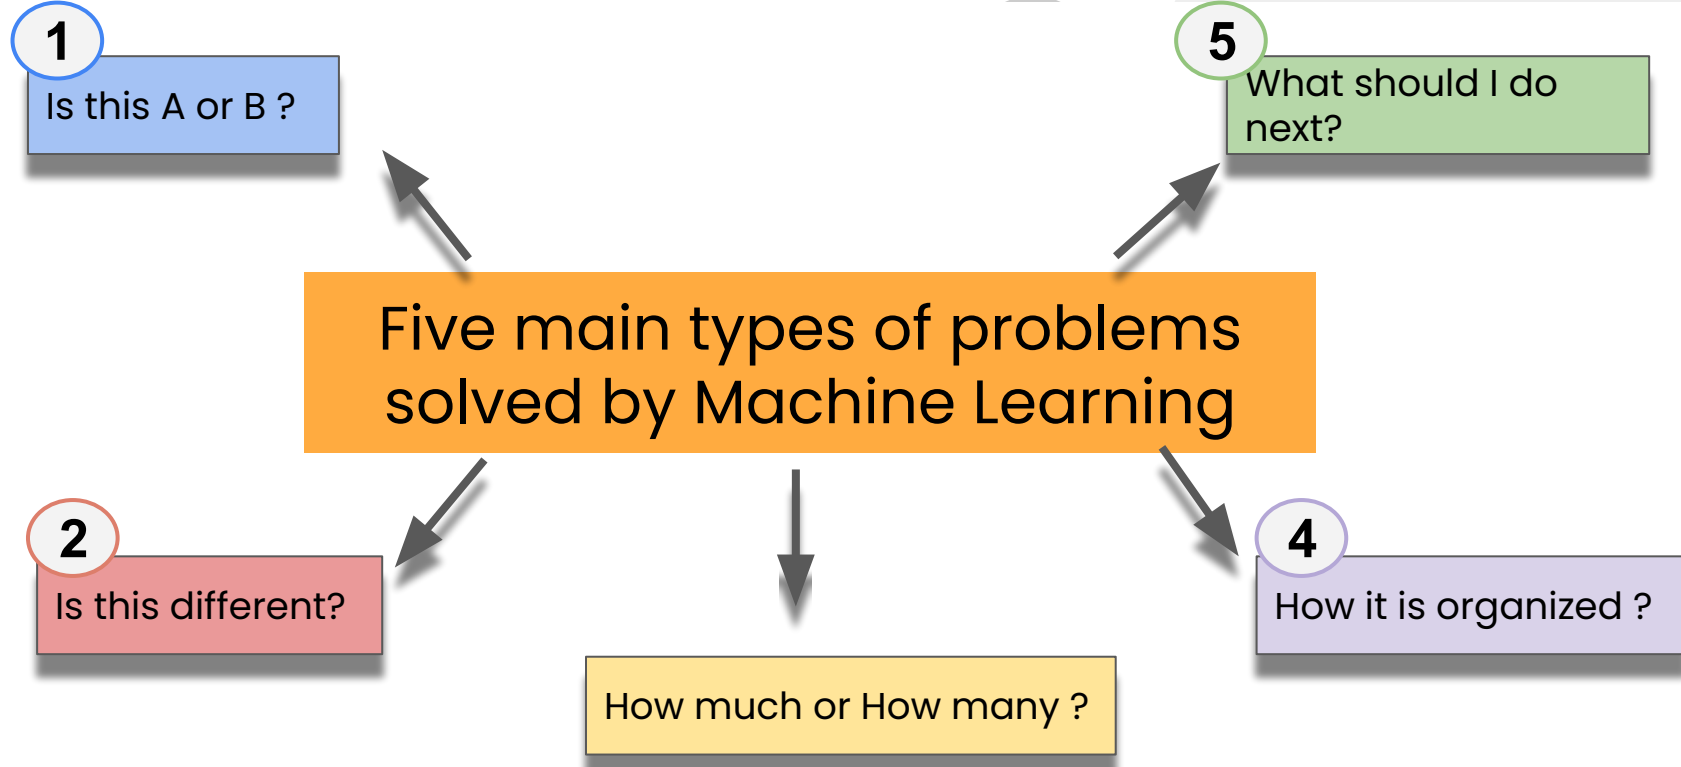 1
Is this A or B ?
5
What should I do
next?
Five main types of problems
solved by Machine Learning
2
Is this different?
How much or How many ?
4
How it is organized ?